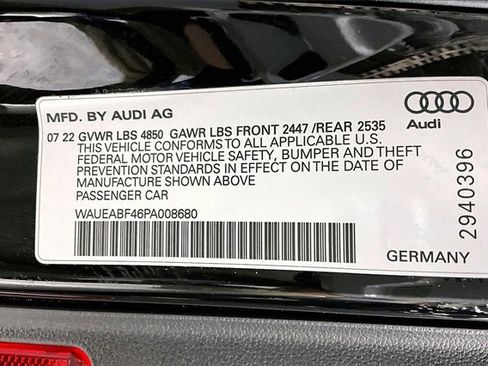 MFD. BY AUDI AG
07 22 GVWR LBS 4850 GAWR LBS FRONT 2447 /REAR 2535
THIS VEHICLE CONFORMS TO ALL APPLICABLE U.S.
FEDERAL MOTOR VEHICLE SAFETY, BUMPER AND THEFT
PREVENTION STANDARDS IN EFFECT ON THE DATE OF
MANUFACTURE SHOWN ABOVE
PASSENGER CAR
WAUEABF46PA008680
Audi
2940396
GERMANY